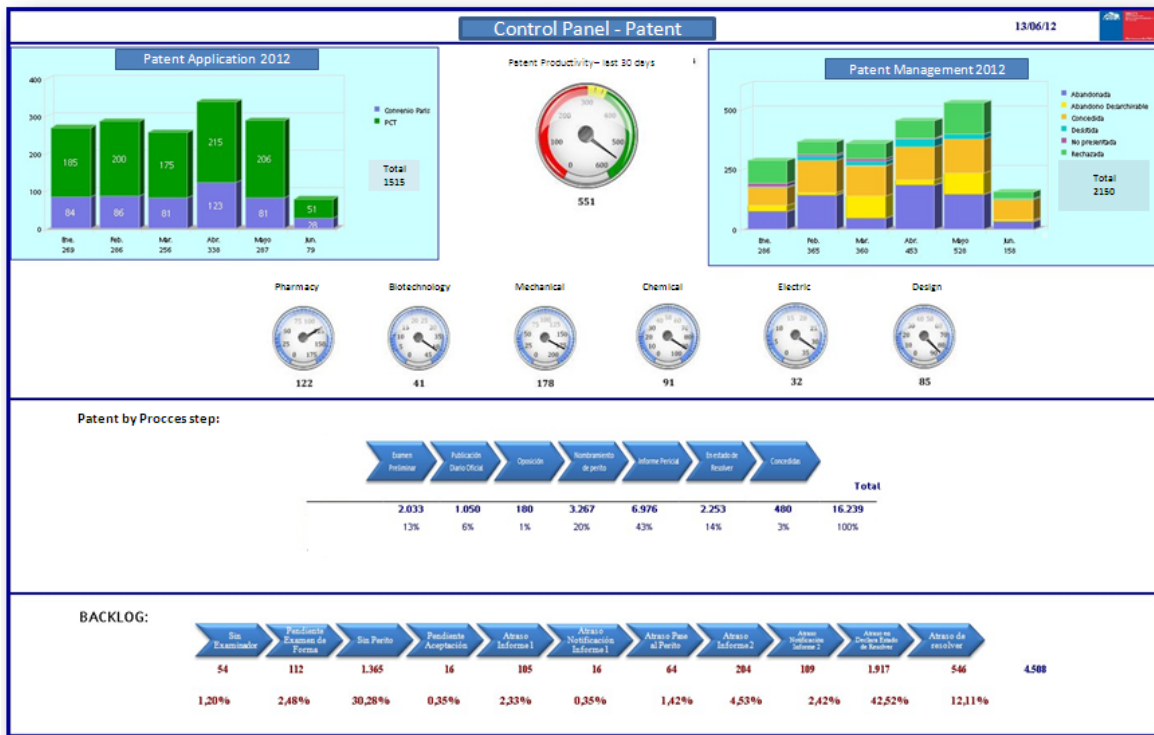 Control Panel - Patent
13/06/12
Patent Application 2012
400
300
200
100
0
185
200
175
215
206
51
84
86
81
123
81
28
Ene.
Feb.
Mar.
Abr.
Mayo
Jun.
269
286
256
338
287
79
Convenio Paris
PCT
Total
1515
Patent Productivity– last 30 days
0
100
200
300
400
500
600
551
Patent Management 2012
500
250
0
Ene.
Feb.
Mar.
Abr.
Mayo
Jun.
286
365
360
453
528
158
Abandonada
Abandono Desarchivable
Concedida
Desitida
No presentada
Rechazada
Total
2150
Pharmacy
Biotechnology
Mechanical
Chemical
Electric
Design
122
41
178
91
32
85
Patent by Procces step:
Examen
Preliminar
Publicación
Diario Oficial
Oposición
Nombramiento
de perito
Informe Pericial
En estado de
Resolver
Concedidas
Total
2.033 1.050 180 3.267 6.976 2.253 480 16.239
13% 6% 1% 20% 43% 14% 3% 100%
BACKLOG:
Sin
Examinador
Pendiente
Examen de
Forma
Sin Perito
Pendiente
Aceptación
Atraso
Informe 1
Atraso
Notificación
Informe 1
Atraso Pase
al Perito
Atraso
Informe 2
Atraso
Notificación
Informe 2
Atraso en
Declara Estado
de Resolver
Atraso de
resolver
54 112 1.365 16 105 16 64 204 109 1.917 546 4.508
1,20% 2,48% 30,28% 0,35% 2,33% 0,35% 1,42% 4,53% 2,42% 42,52% 12,11%